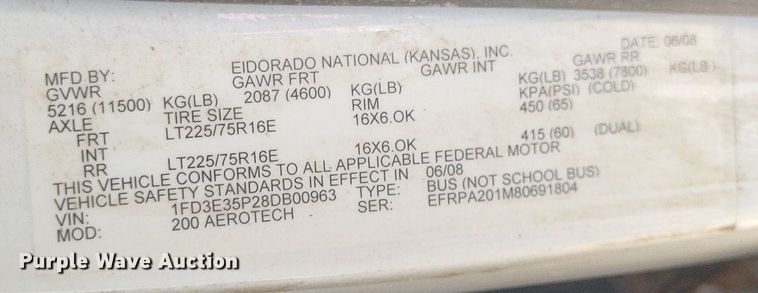 MFD BY: ElDORADO NATIONAL (KANSAS), INC. DATE: 06/08
GVWR GAWR FRT GAWR INT GAWR RR
5216 (11500) KG(LB) 2087 (4600) KG(LB) KG(LB) 3538 (7800) KG(LB)
AXLE TIRE SIZE RIM KPA(PSI) (COLD)
FRT LT225/75R16E 16X6.OK 450 (65)
INT
RR LT225/75R16E 16X6.OK 415 (60) (DUAL)
THIS VEHICLE CONFORMS TO ALL APPLICABLE FEDERAL MOTOR
VEHICLE SAFETY STANDARDS IN EFFECT IN 06/08
VIN: 1FD3E35P28DB00963 TYPE: BUS (NOT SCHOOL BUS)
MOD: 200 AEROTECH SER: EFRPA201M80691804
Purple Wave Auction